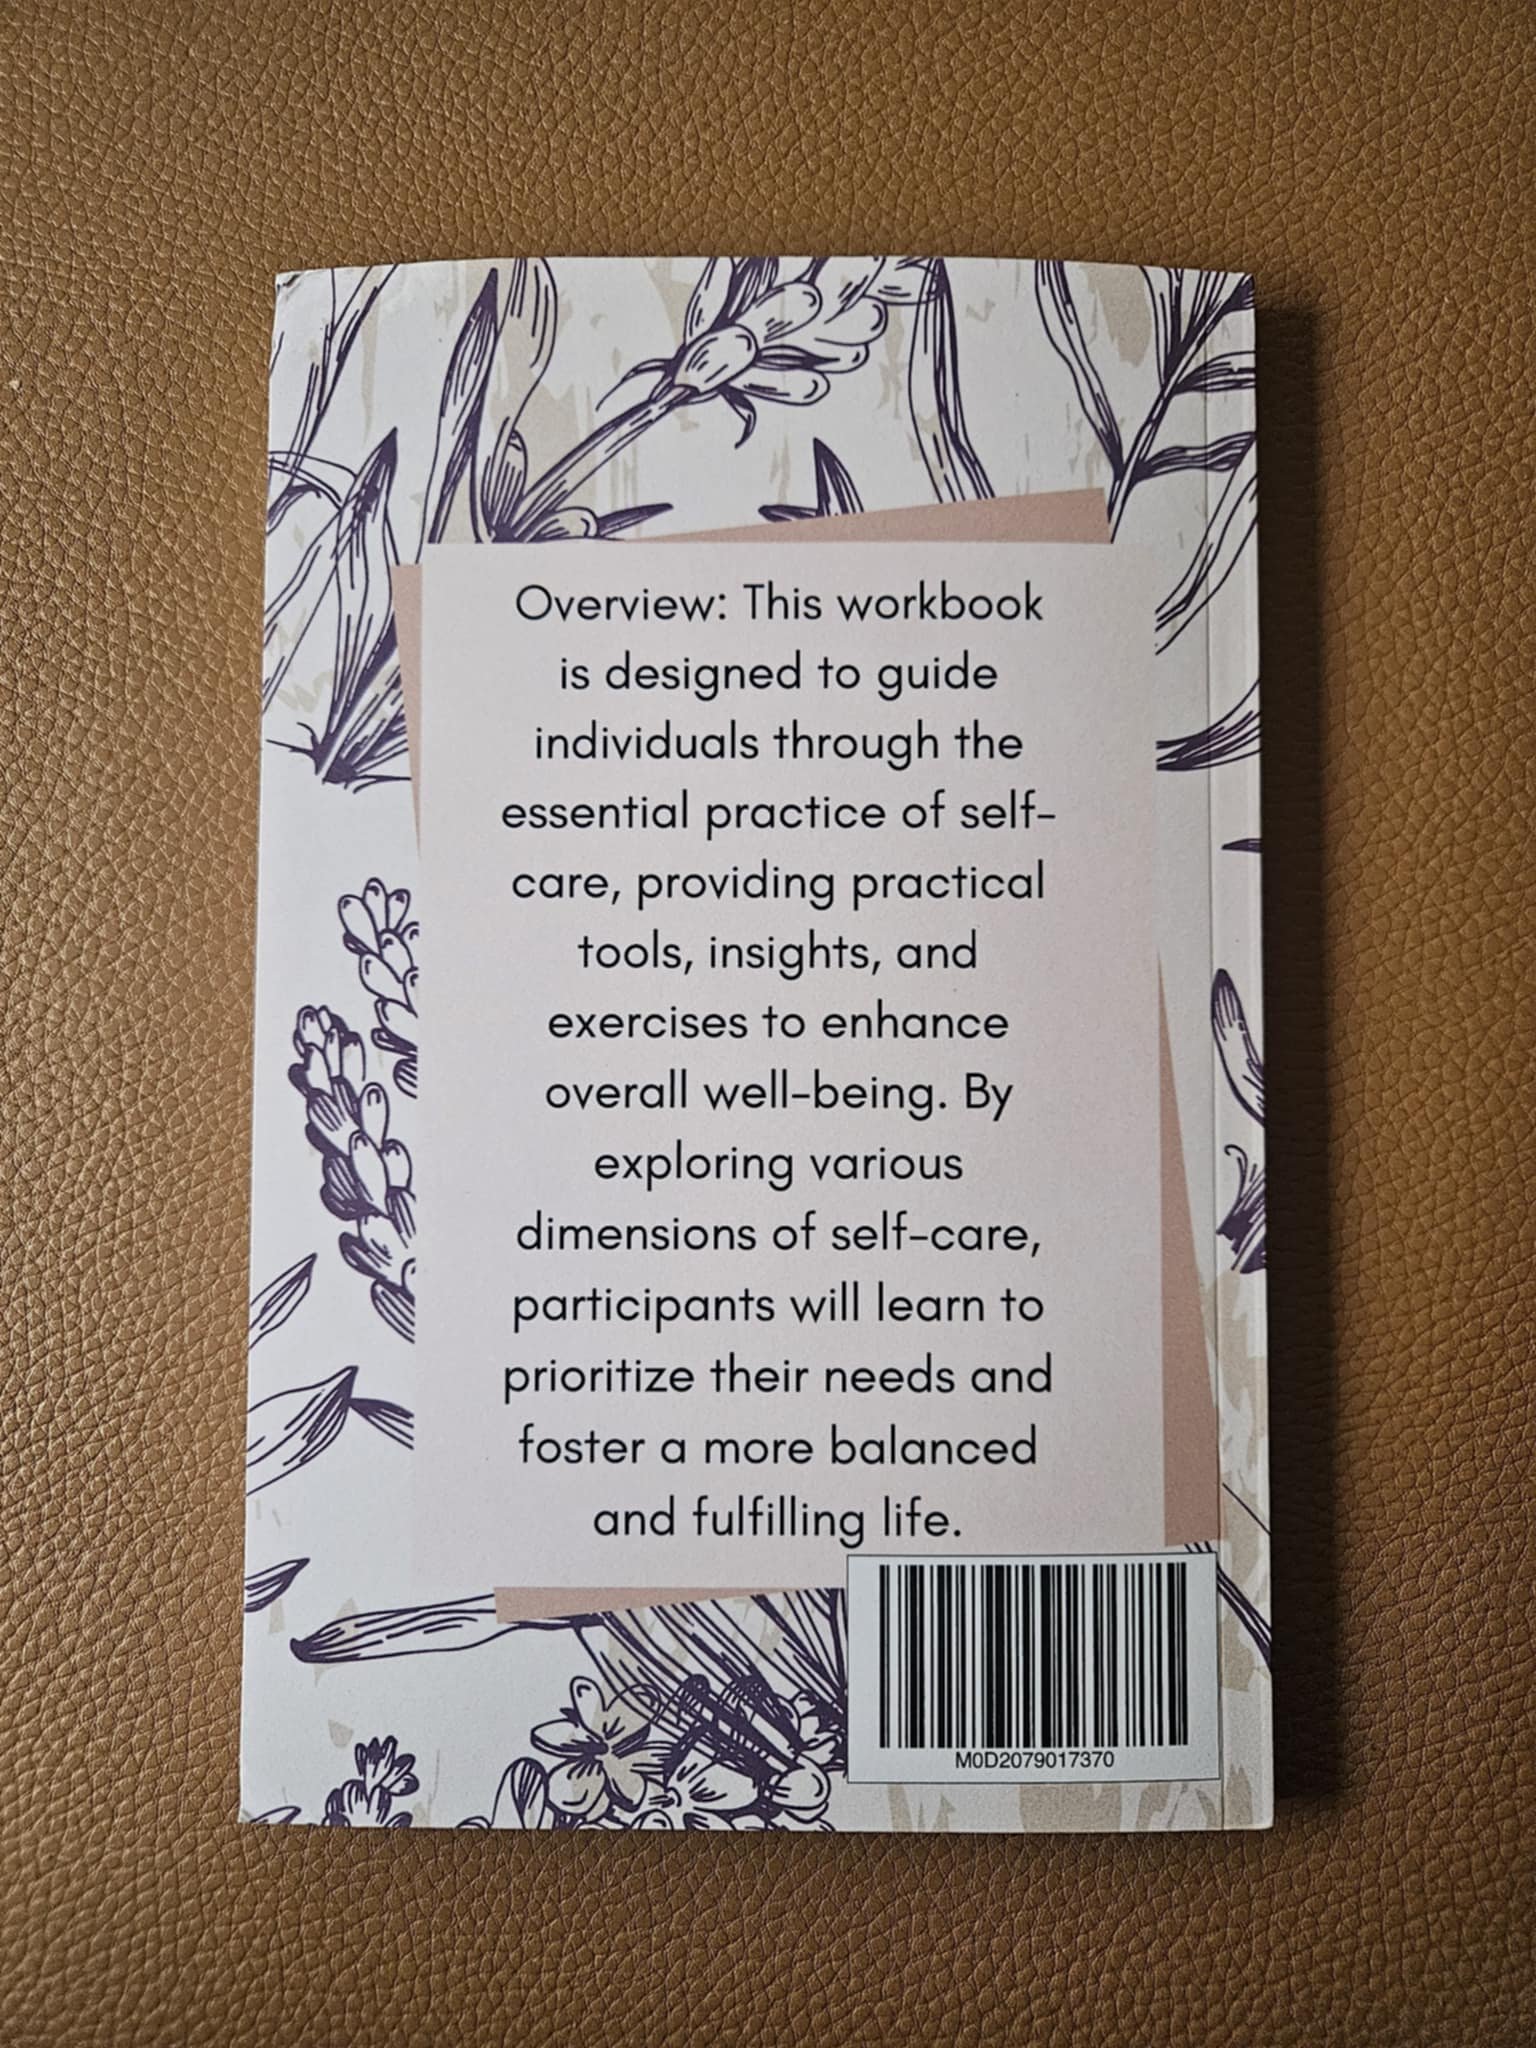 Overview: This workbook
is designed to guide
individuals through the
essential practice of self-
care, providing practical
tools, insights, and
exercises to enhance
overall well-being. By
exploring various
dimensions of self-care,
participants will learn to
prioritize their needs and
foster a more balanced
and fulfilling life.
M0D2079017370